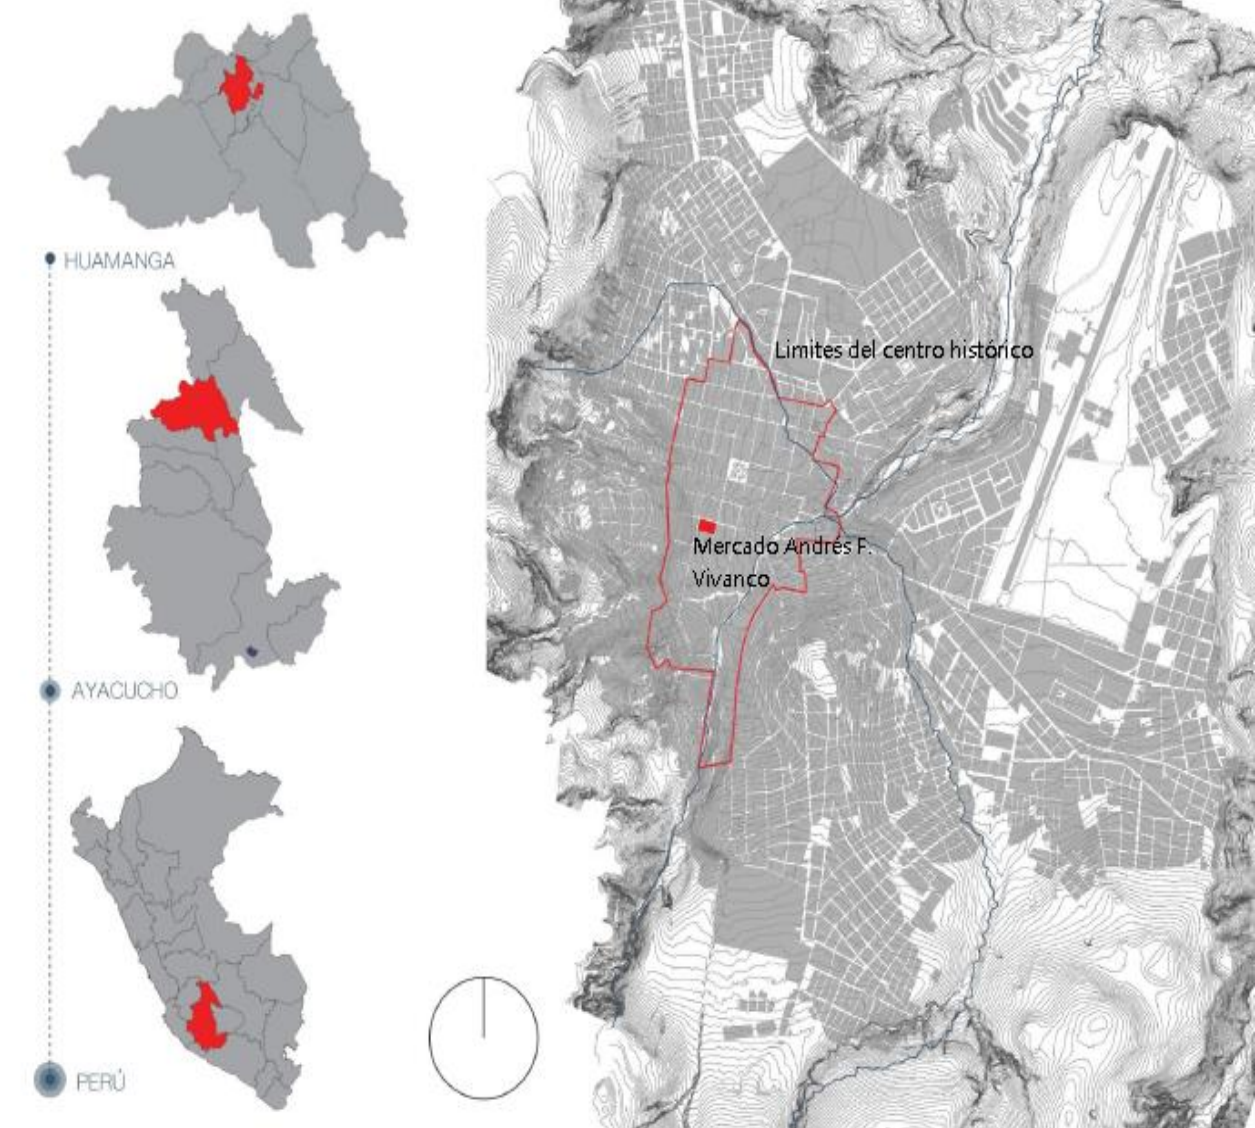 HUAMANGA
AYACUCHO
PERÚ
Limites del centro histórico
Mercado Andrés F.
Vivanco